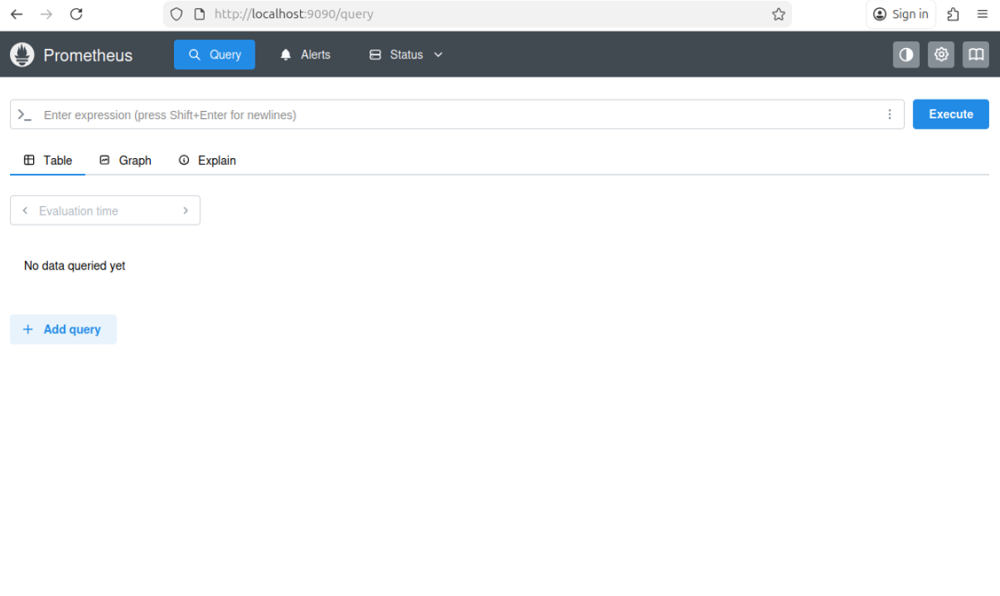 http://localhost:9090/query
Sign in
Prometheus
Query
Alerts
Status
Enter expression (press Shift+Enter for newlines)
Execute
Table
Graph
Explain
Evaluation time
No data queried yet
Add query